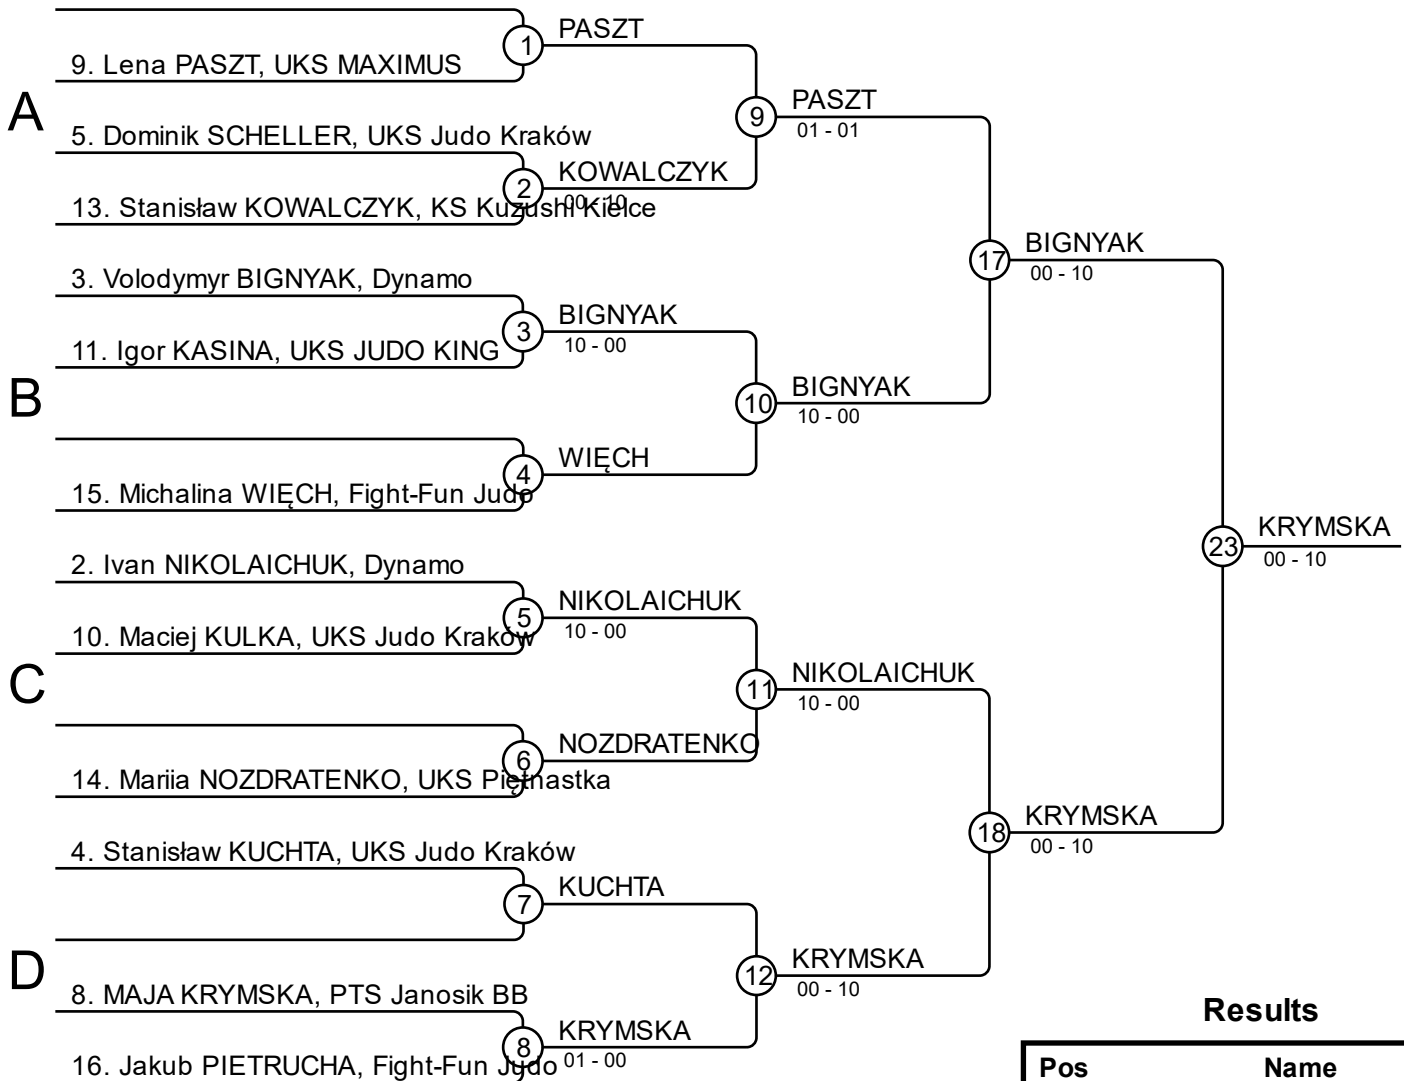 PASZT
1
9. Lena PASZT, UKS MAXIMUS
A
PASZT
9
01 - 01
5. Dominik SCHELLER, UKS Judo Kraków
KOWALCZYK
2
00 - 10
13. Stanisław KOWALCZYK, KS Kuzushi Kielce
BIGNYAK
17
00 - 10
3. Volodymyr BIGNYAK, Dynamo
BIGNYAK
3
10 - 00
11. Igor KASINA, UKS JUDO KING
B
BIGNYAK
10
10 - 00
WIĘCH
4
15. Michalina WIĘCH, Fight-Fun Judo
KRYMSKA
23
00 - 10
2. Ivan NIKOLAICHUK, Dynamo
NIKOLAICHUK
5
10 - 00
10. Maciej KULKA, UKS Judo Kraków
C
NIKOLAICHUK
11
10 - 00
NOZDRATENKO
6
14. Mariia NOZDRATENKO, UKS Piętnastka
KRYMSKA
18
00 - 10
4. Stanisław KUCHTA, UKS Judo Kraków
KUCHTA
7
D
KRYMSKA
12
00 - 10
8. MAJA KRYMSKA, PTS Janosik BB
KRYMSKA
8
01 - 00
16. Jakub PIETRUCHA, Fight-Fun Judo
Results
Pos Name